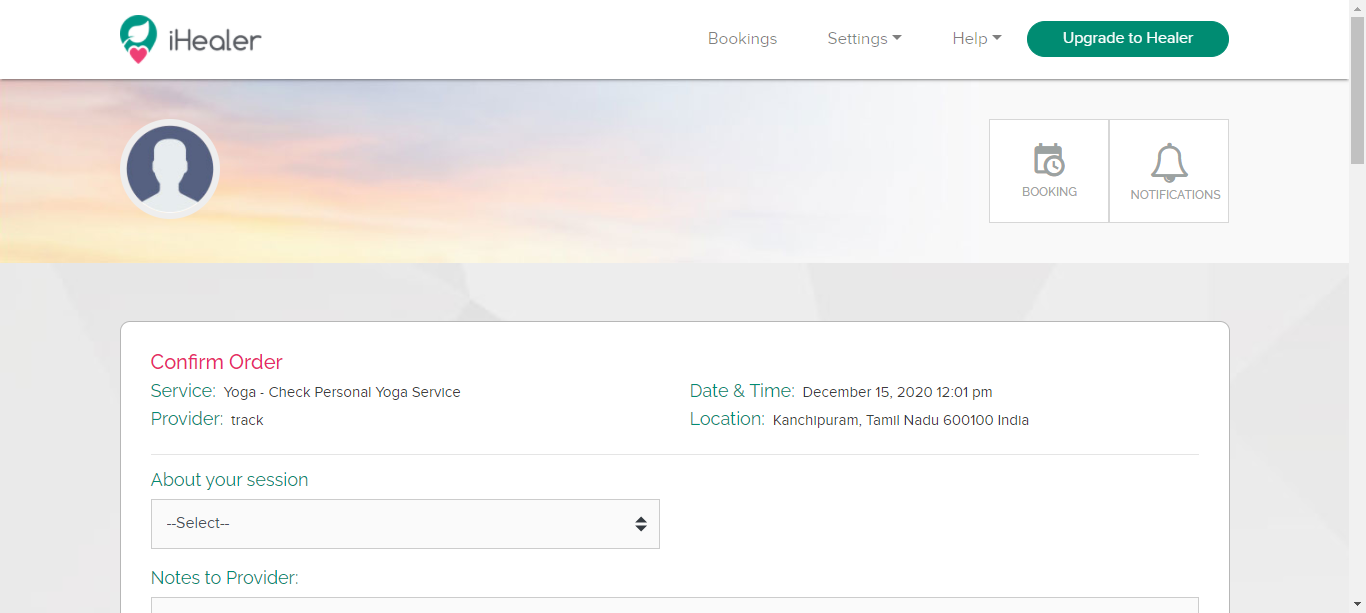 iHealer
Bookings Settings Help Upgrade to Healer
BOOKING NOTIFICATIONS
Confirm Order
Service: Yoga - Check Personal Yoga Service Date & Time: December 15, 2020 12:01 pm
Provider: track Location: Kanchipuram, Tamil Nadu 600100 India
About your session
--Select--
Notes to Provider: